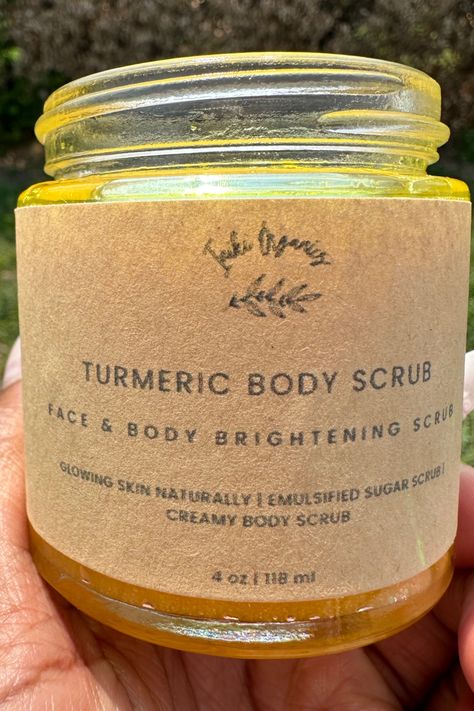 Organics
TURMERIC BODY SCRUB
FACE & BODY BRIGHTENING SCRUB
GLOWING SKIN NATURALLY | EMULSIFIED SUGAR SCRUB |
CREAMY BODY SCRUB
4 oz | 118 ml